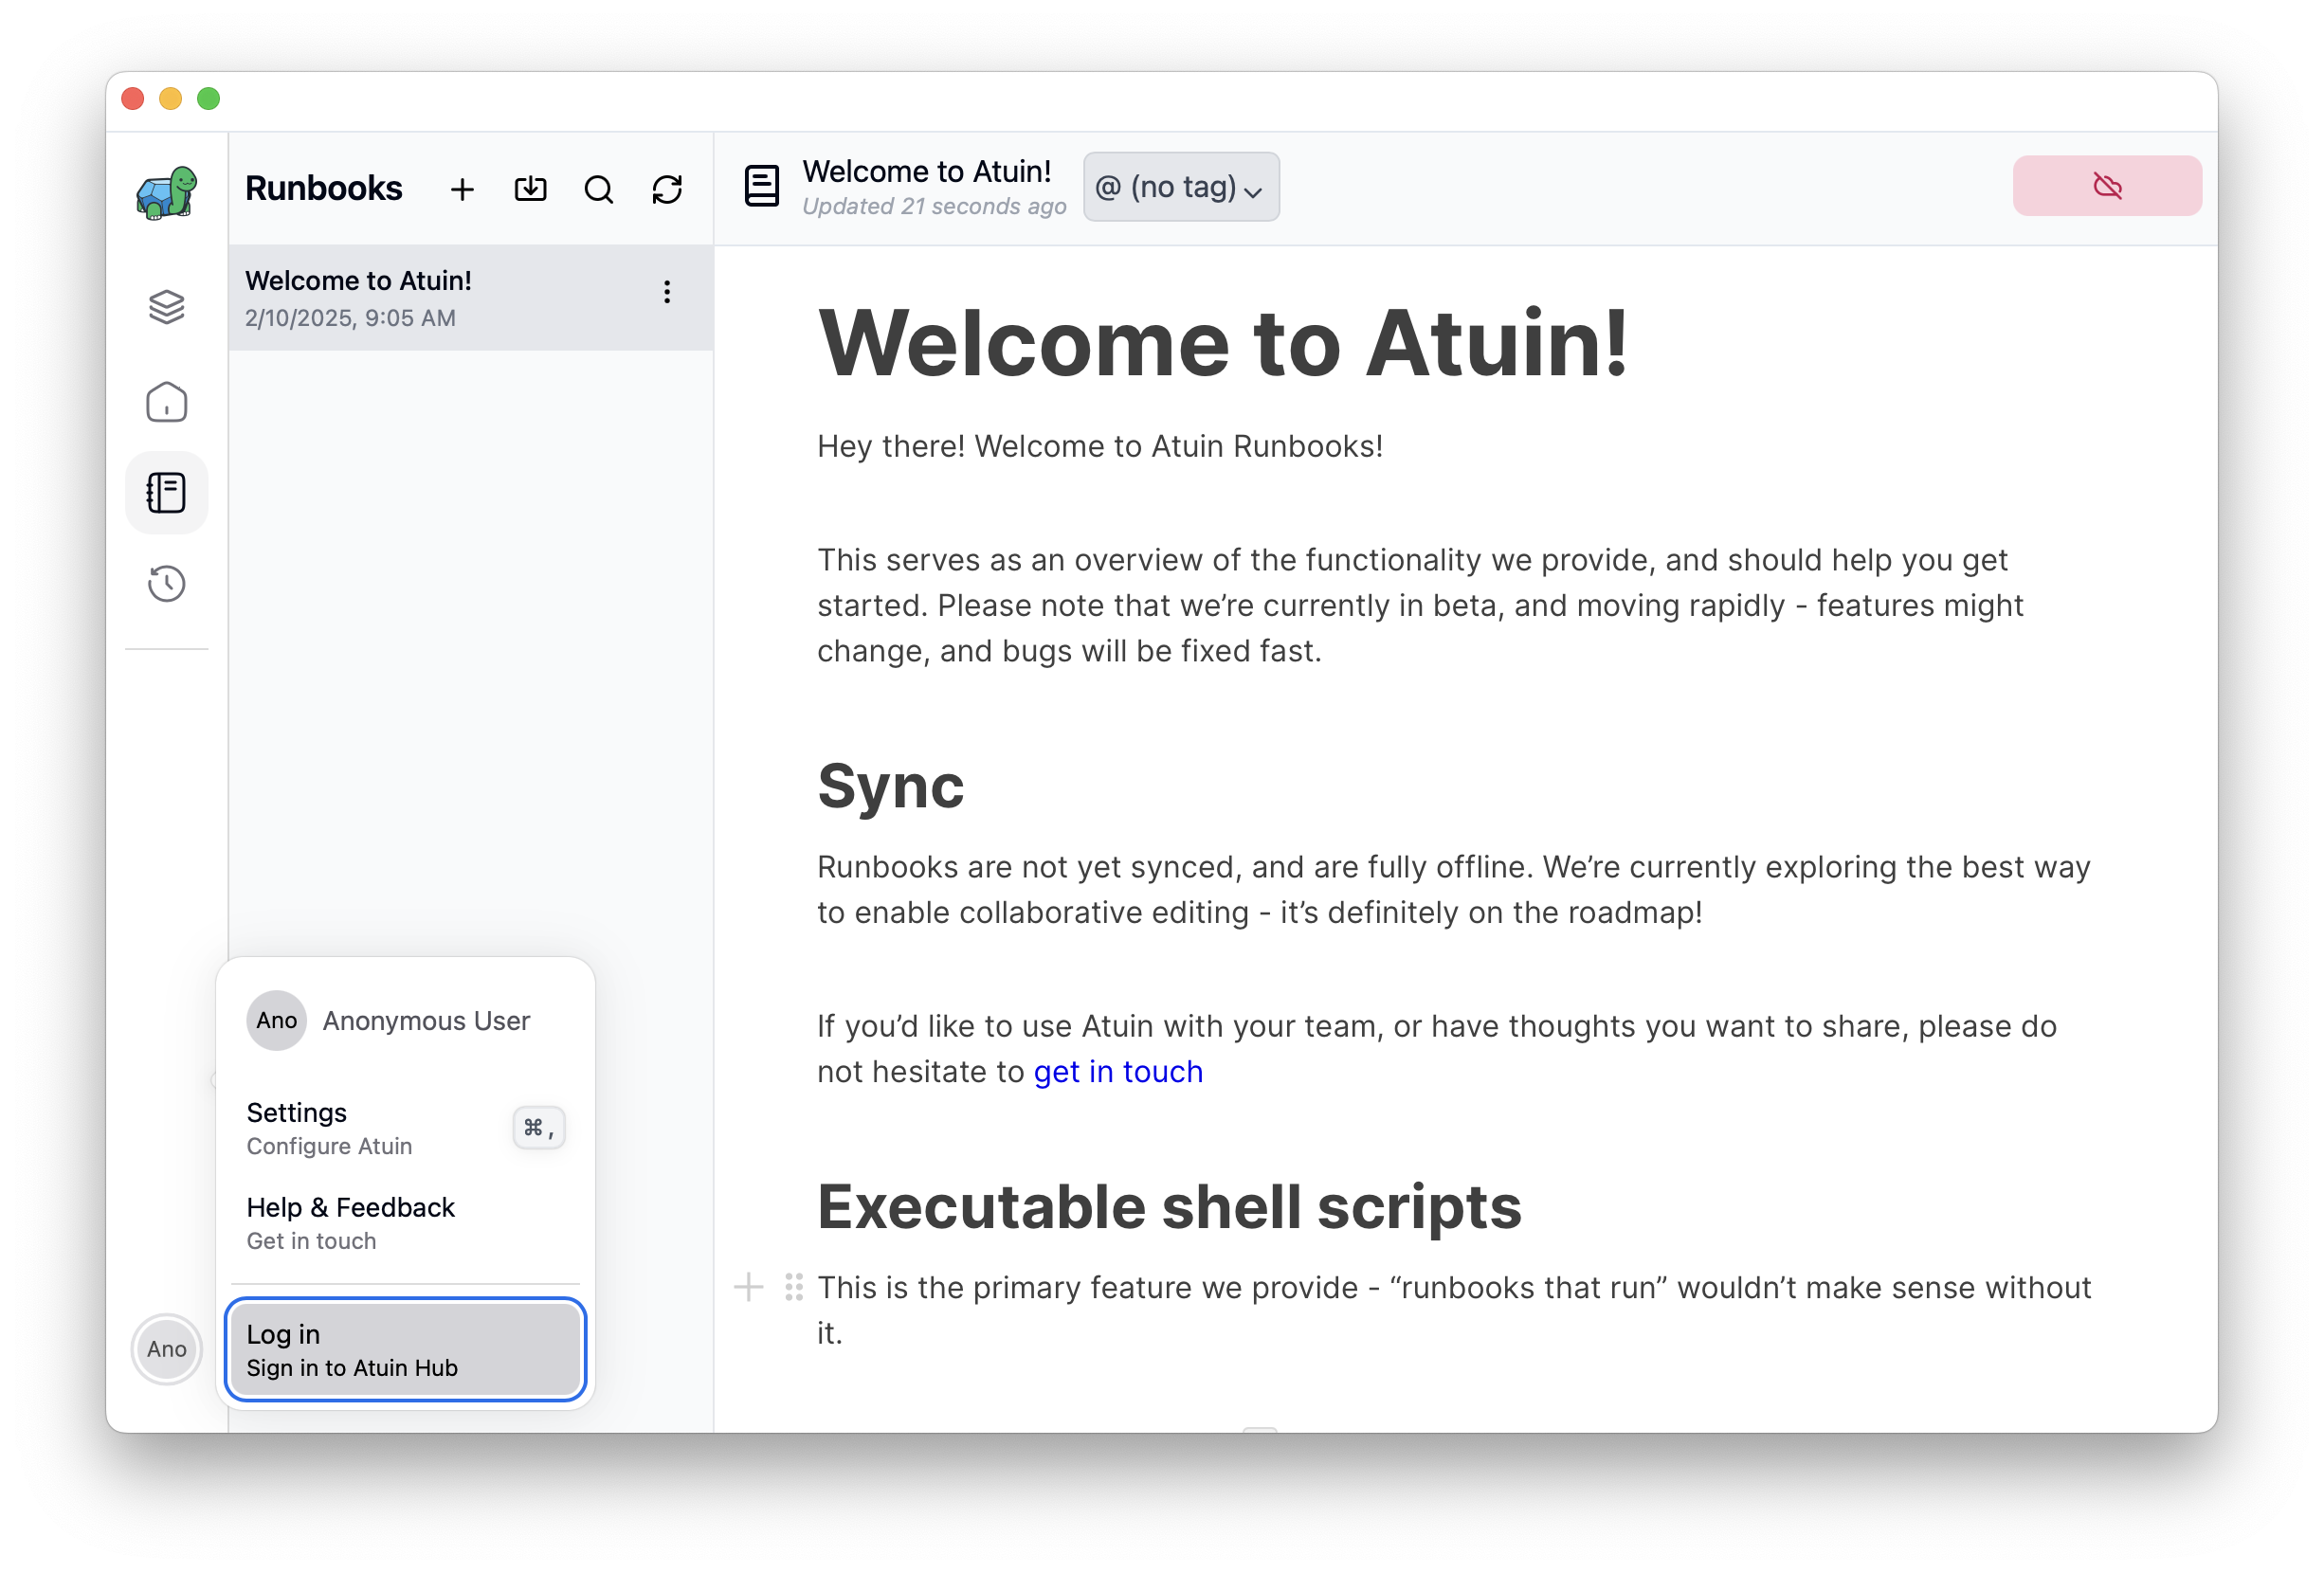 Runbooks
Welcome to Atuin!
Updated 21 seconds ago
@ (no tag)
Welcome to Atuin!
2/10/2025, 9:05 AM
Welcome to Atuin!
Hey there! Welcome to Atuin Runbooks!
This serves as an overview of the functionality we provide, and should help you get
started. Please note that we’re currently in beta, and moving rapidly - features might
change, and bugs will be fixed fast.
Sync
Runbooks are not yet synced, and are fully offline. We’re currently exploring the best way
to enable collaborative editing - it’s definitely on the roadmap!
If you’d like to use Atuin with your team, or have thoughts you want to share, please do
not hesitate to get in touch
Executable shell scripts
This is the primary feature we provide - “runbooks that run” wouldn’t make sense without
it.
Ano Anonymous User
Settings
Configure Atuin
⌘ ,
Help & Feedback
Get in touch
Log in
Sign in to Atuin Hub
Ano